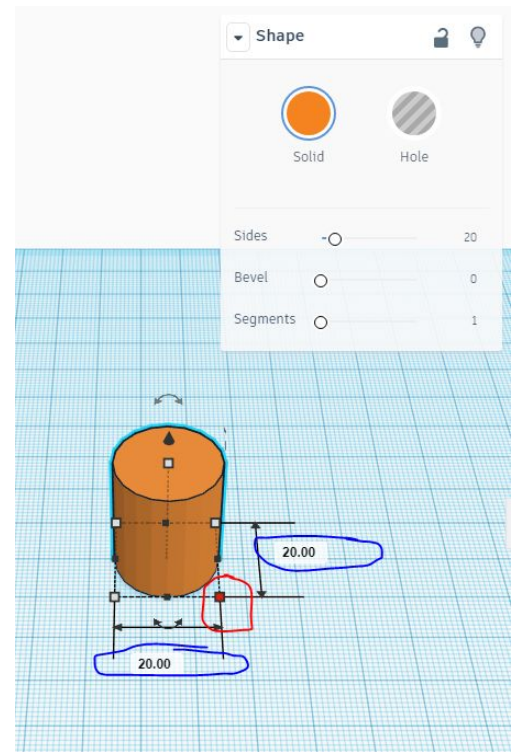 Shape
Solid Hole
Sides 20
Bevel 0
Segments 1
20.00
20.00